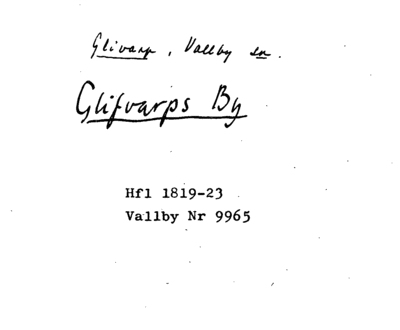 Glivarp, Vallby sn.
Glifvarps By
Hfl 1819-23
Vallby Nr 9965